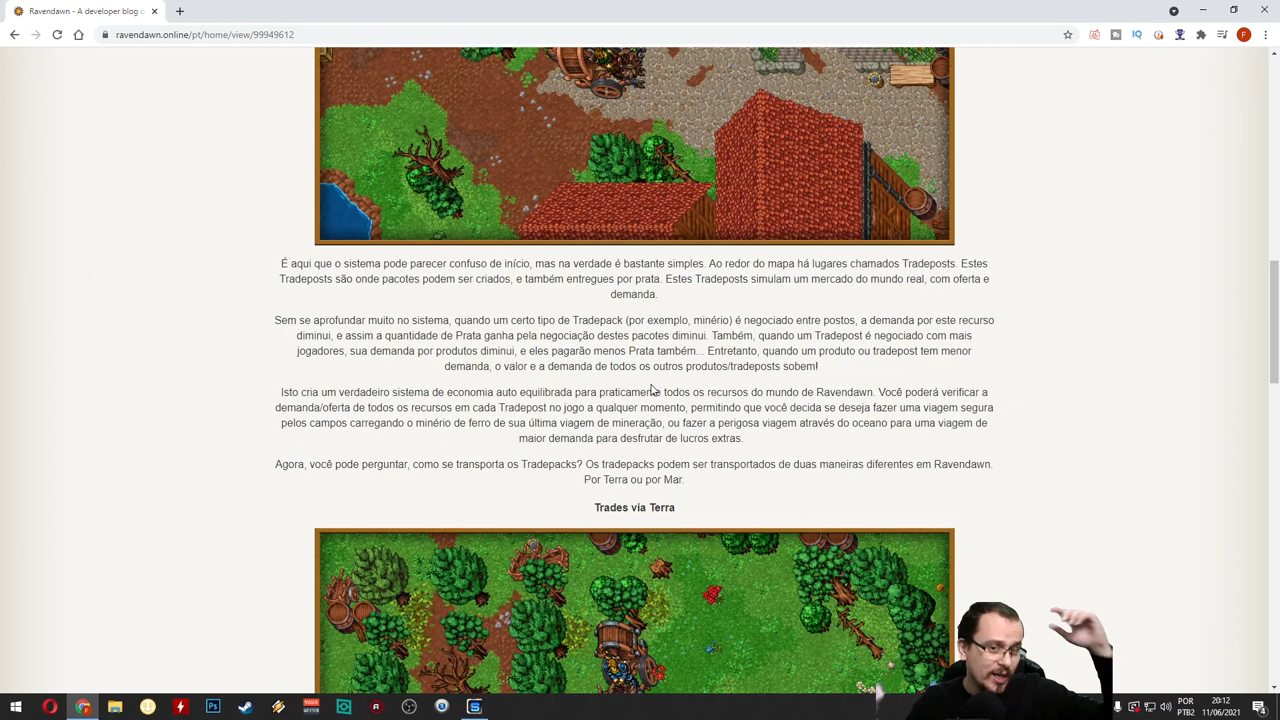 Ravendawn - A developer blog o
ravendawn.online/pt/home/view/99949612
É aqui que o sistema pode parecer confuso de início, mas na verdade é bastante simples. Ao redor do mapa há lugares chamados Tradeposts. Estes
Tradeposts são onde pacotes podem ser criados, e também entregues por prata. Estes Tradeposts simulam um mercado do mundo real, com oferta e
demanda.
Sem se aprofundar muito no sistema, quando um certo tipo de Tradepack (por exemplo, minério) é negociado entre postos, a demanda por este recurso
diminui, e assim a quantidade de Prata ganha pela negociação destes pacotes diminui. Também, quando um Tradepost é negociado com mais
jogadores, sua demanda por produtos diminui, e eles pagarão menos Prata também... Entretanto, quando um produto ou tradepost tem menor
demanda, o valor e a demanda de todos os outros produtos/tradeposts sobem!
Isto cria um verdadeiro sistema de economia auto equilibrada para praticamente todos os recursos do mundo de Ravendawn. Você poderá verificar a
demanda/oferta de todos os recursos em cada Tradepost no jogo a qualquer momento, permitindo que você decida se deseja fazer uma viagem segura
pelos campos carregando o minério de ferro de sua última viagem de mineração, ou fazer a perigosa viagem através do oceano para uma viagem de
maior demanda para desfrutar de lucros extras.
Agora, você pode perguntar, como se transporta os Tradepacks? Os tradepacks podem ser transportados de duas maneiras diferentes em Ravendawn.
Por Terra ou por Mar.
Trades via Terra
POR
PTB2
20:12
11/06/2021